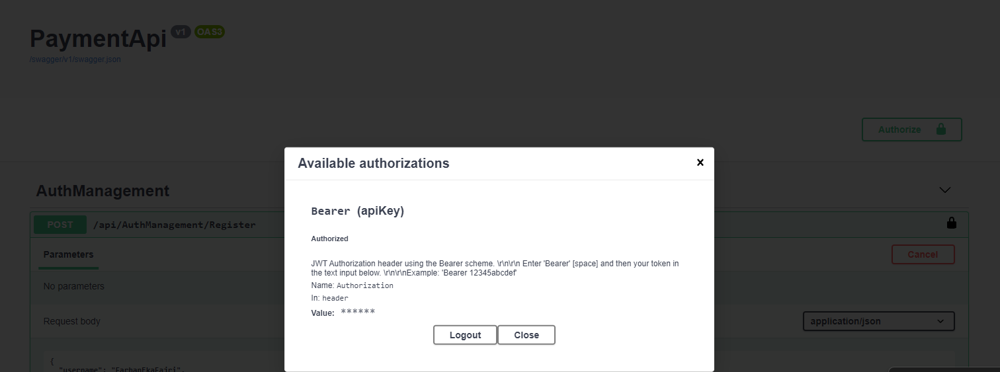 PaymentApi v1 OAS3
/swagger/v1/swagger.json
Authorize
Available authorizations
AuthManagement
Bearer (apiKey)
POST /api/AuthManagement/Register
Authorized
Parameters
Cancel
JWT Authorization header using the Bearer scheme. \r\n\r\n Enter 'Bearer' [space] and then your token in
the text input below. \r\n\r\nExample: 'Bearer 12345abcdef'
Name: Authorization
No parameters
In: header
Value: ******
Request body
application/json
Logout Close
{
"username": "FarhanEkaFajri",